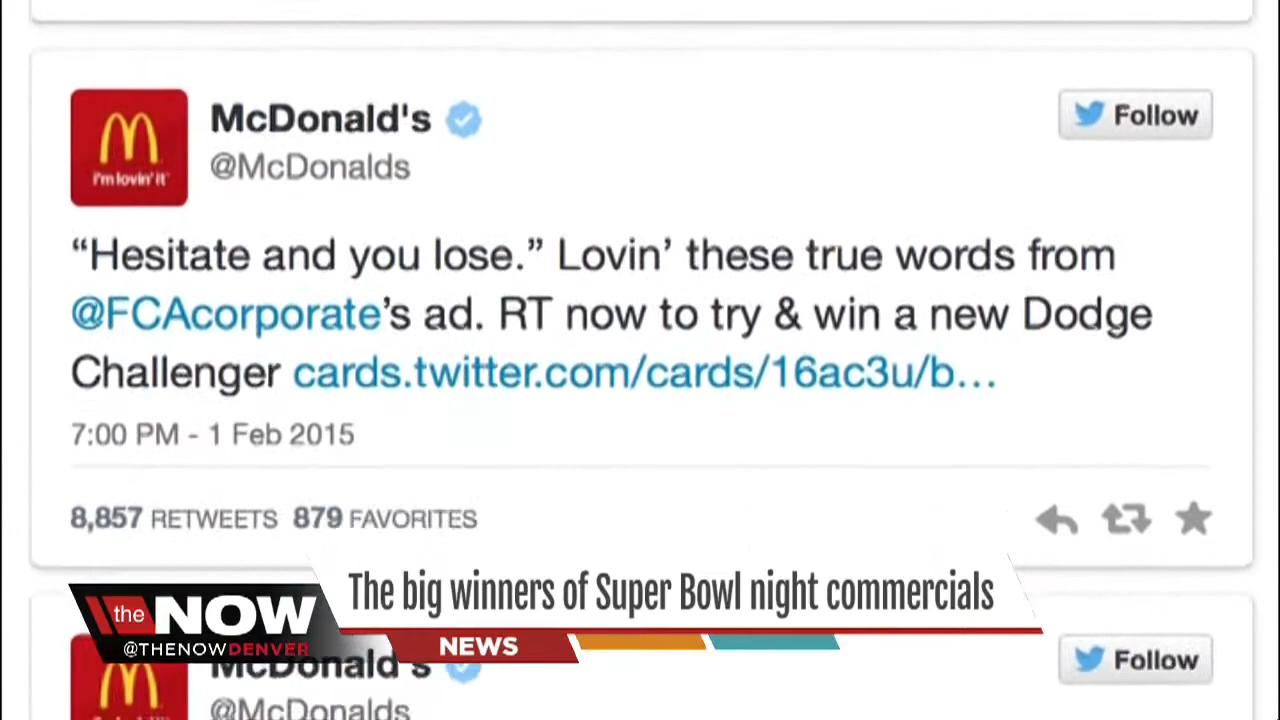 McDonald's
@McDonalds
Follow
i'm lovin' it
“Hesitate and you lose.” Lovin’ these true words from
@FCAcorporate’s ad. RT now to try & win a new Dodge
Challenger cards.twitter.com/cards/16ac3u/b…
7:00 PM - 1 Feb 2015
8,857 RETWEETS 879 FAVORITES
The big winners of Super Bowl night commercials
the NOW
@THENOWDENVER
NEWS
McDonald's
@McDonalds
Follow